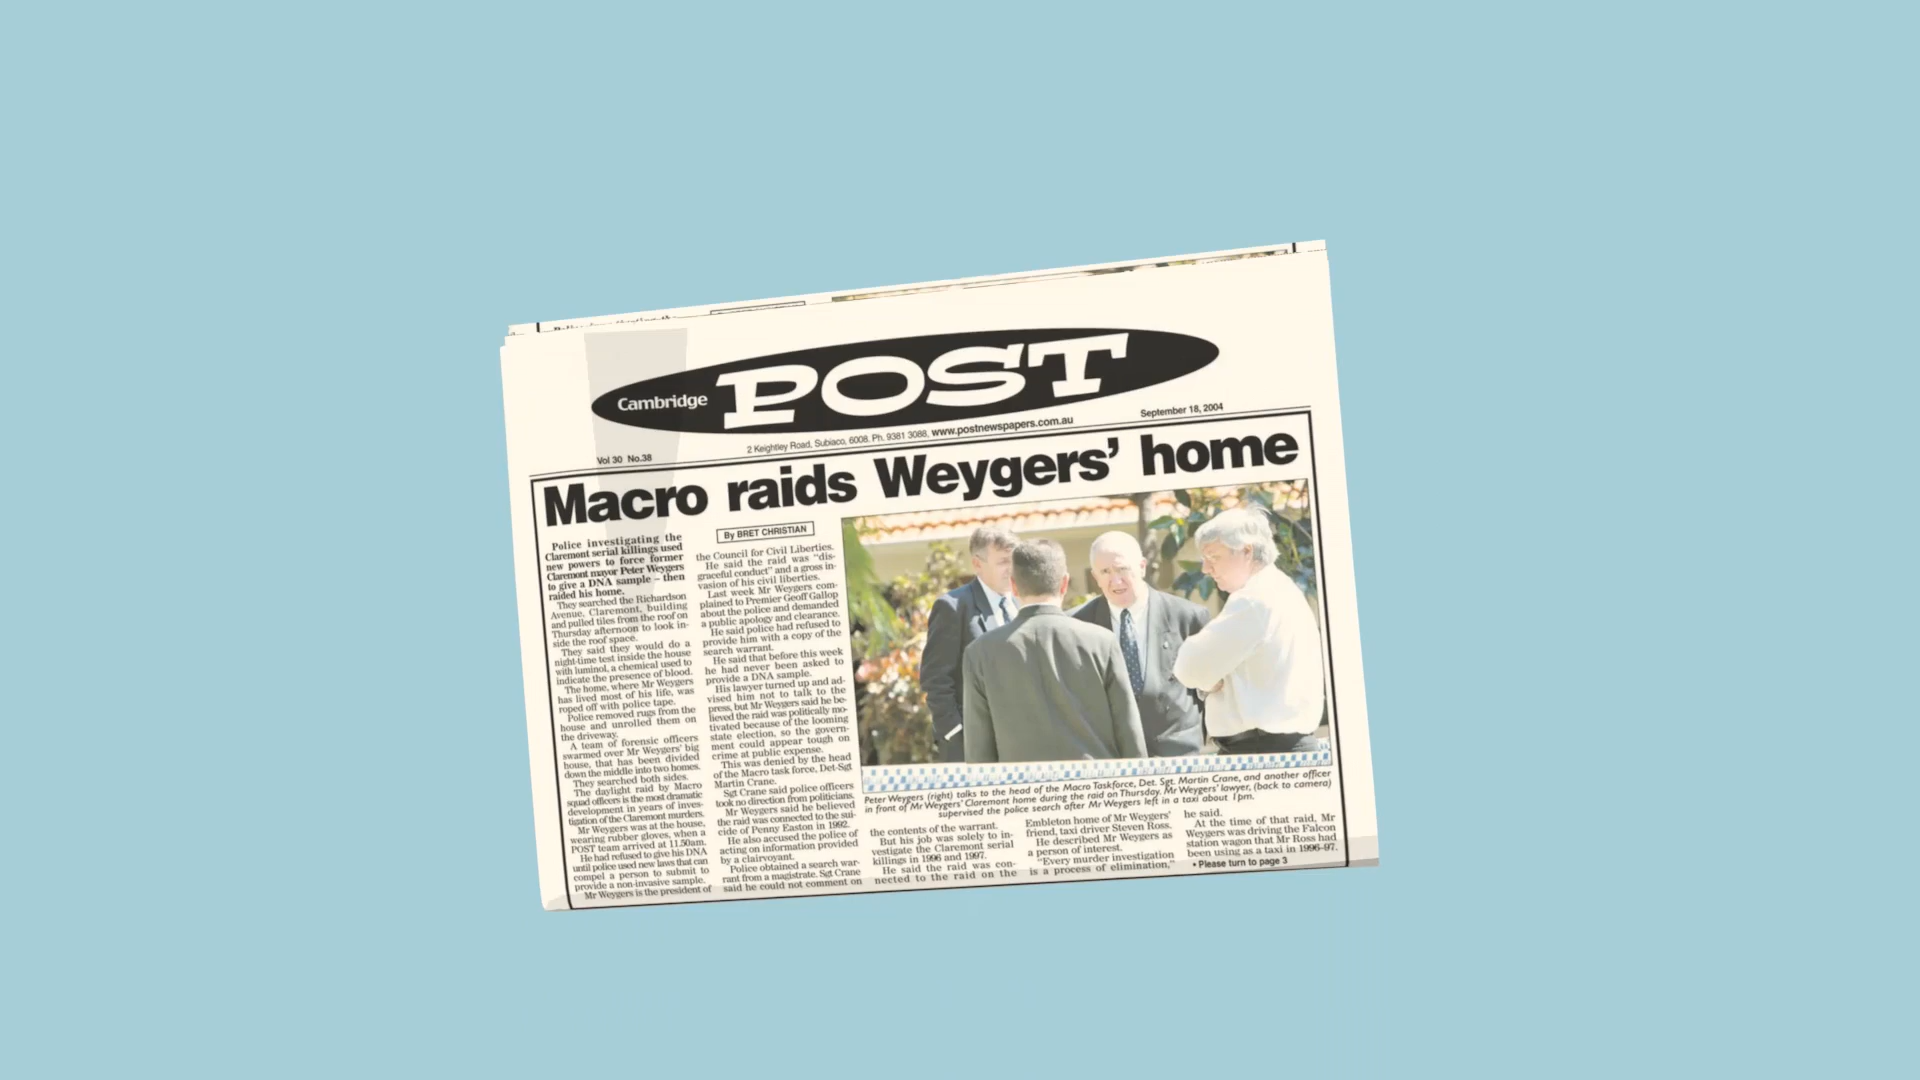 Cambridge POST
Vol 30 No.38
2 Keightley Road, Subiaco, 6008. Ph. 9381 3088, www.postnewspapers.com.au
September 18, 2004
Macro raids Weygers’ home
Police investigating the
Claremont serial killings used
new powers to force former
Claremont mayor Peter Weygers
to give a DNA sample – then
raided his home.
They searched the Richardson
Avenue, Claremont, building
and pulled tiles from the roof on
Thursday afternoon to look in-
side the roof space.
They said they would do a
night-time test inside the house
with luminol, a chemical used to
indicate the presence of blood.
The home, where Mr Weygers
has lived most of his life, was
roped off with police tape.
Police removed rugs from the
house and unrolled them on
the driveway.
A team of forensic officers
swarmed over Mr Weygers’ big
house, that has been divided
down the middle into two homes.
They searched both sides.
The daylight raid by Macro
squad officers is the most dramatic
development in years of inves-
tigation of the Claremont murders.
Mr Weygers was at the house,
wearing rubber gloves, when a
POST team arrived at 11.50am.
He had refused to give his DNA
until police used new laws that can
compel a person to submit to
provide a non-invasive sample.
Mr Weygers is the president of
By BRET CHRISTIAN
the Council for Civil Liberties.
He said the raid was “dis-
graceful conduct” and a gross in-
vasion of his civil liberties.
Last week Mr Weygers com-
plained to Premier Geoff Gallop
about the police and demanded
a public apology and clearance.
He said police had refused to
provide him with a copy of the
search warrant.
He said that before this week
he had never been asked to
provide a DNA sample.
His lawyer turned up and ad-
vised him not to talk to the
press, but Mr Weygers said he be-
lieved the raid was politically mo-
tivated because of the looming
state election, so the govern-
ment could appear tough on
crime at public expense.
This was denied by the head
of the Macro task force, Det-Sgt
Martin Crane.
Sgt Crane said police officers
took no direction from politicians.
Mr Weygers said he believed
the raid was connected to the sui-
cide of Penny Easton in 1992.
He also accused the police of
acting on information provided
by a clairvoyant.
Police obtained a search war-
rant from a magistrate. Sgt Crane
said he could not comment on
Peter Weygers (right) talks to the head of the Macro Taskforce, Det. Sgt. Martin Crane, and another officer
in front of Mr Weygers’ Claremont home during the raid on Thursday. Mr Weygers’ lawyer, (back to camera)
supervised the police search after Mr Weygers left in a taxi about 1pm.
the contents of the warrant.
But his job was solely to in-
vestigate the Claremont serial
killings in 1996 and 1997.
He said the raid was con-
nected to the raid on the
Embleton home of Mr Weygers’
friend, taxi driver Steven Ross.
He described Mr Weygers as
a person of interest.
“Every murder investigation
is a process of elimination,”
he said.
At the time of that raid, Mr
Weygers was driving the Falcon
station wagon that Mr Ross had
been using as a taxi in 1996-97.
• Please turn to page 3